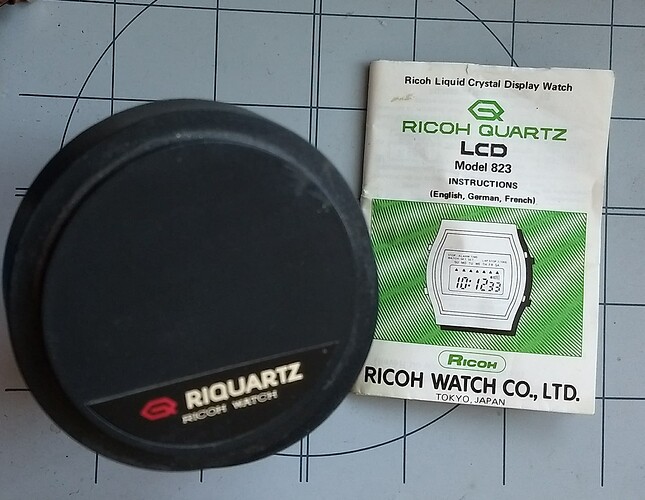 Ricoh Liquid Crystal Display Watch
RICOH QUARTZ
LCD
Model 823
INSTRUCTIONS
(English, German, French)
10:12 33
RICOH
RICOH WATCH CO., LTD.
TOKYO, JAPAN
RIQUARTZ
RICOH WATCH